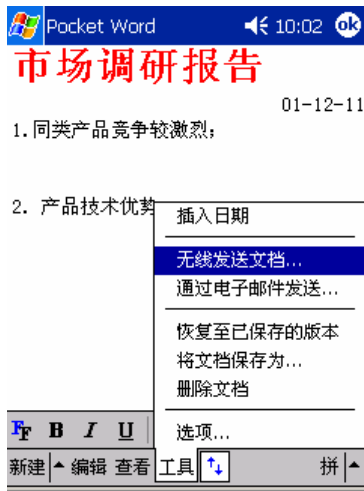 Pocket Word 10:02 ok
市场调研报告
01-12-11
1.同类产品竞争较激烈；
2. 产品技术优势
插入日期
无线发送文档...
通过电子邮件发送...
恢复至已保存的版本
将文档保存为...
删除文档
选项...
FF B I U
新建 编辑 查看 工具 拼